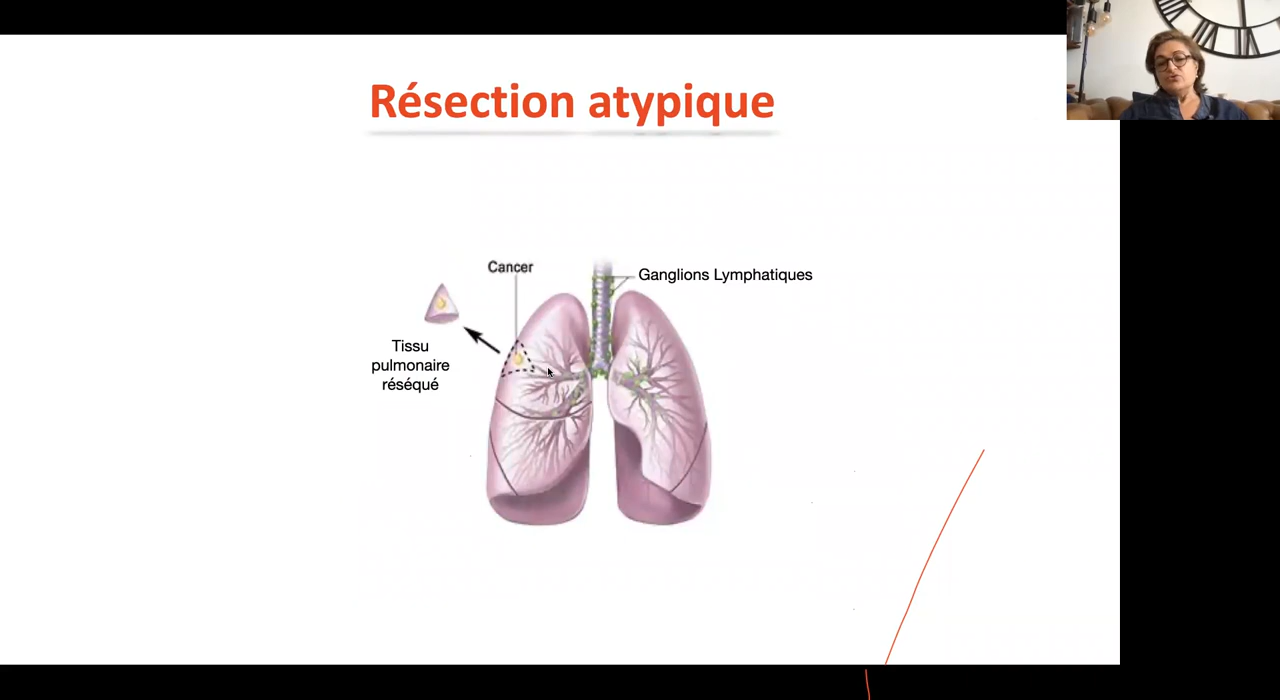 Résection atypique
Cancer
Ganglions Lymphatiques
Tissu
pulmonaire
réséqué